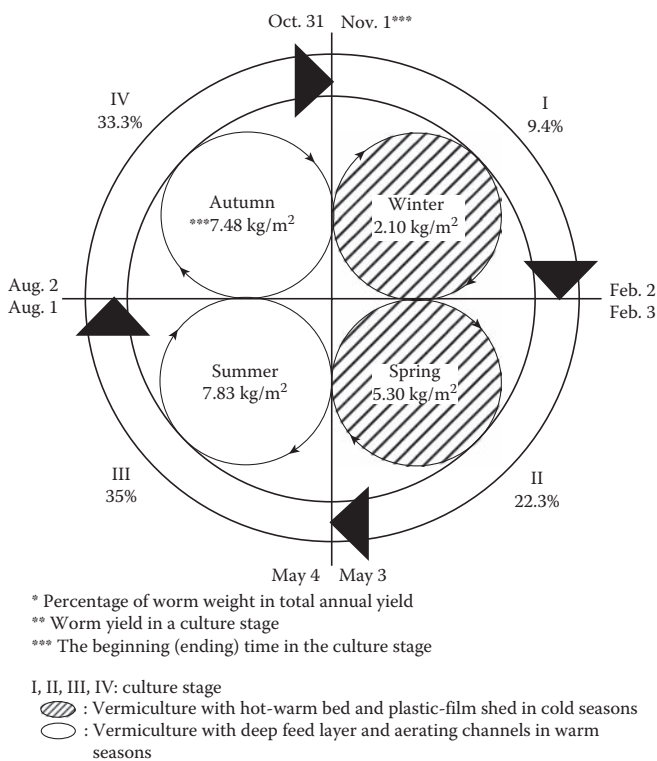 Oct. 31 Nov. 1***
IV
33.3%
I
9.4%
Autumn
***7.48 kg/m²
Winter
2.10 kg/m²
Aug. 2
Aug. 1
Feb. 2
Feb. 3
Summer
7.83 kg/m²
Spring
5.30 kg/m²
III
35%
II
22.3%
May 4 May 3
* Percentage of worm weight in total annual yield
** Worm yield in a culture stage
*** The beginning (ending) time in the culture stage
I, II, III, IV: culture stage
: Vermiculture with hot-warm bed and plastic-film shed in cold seasons
: Vermiculture with deep feed layer and aerating channels in warm
seasons